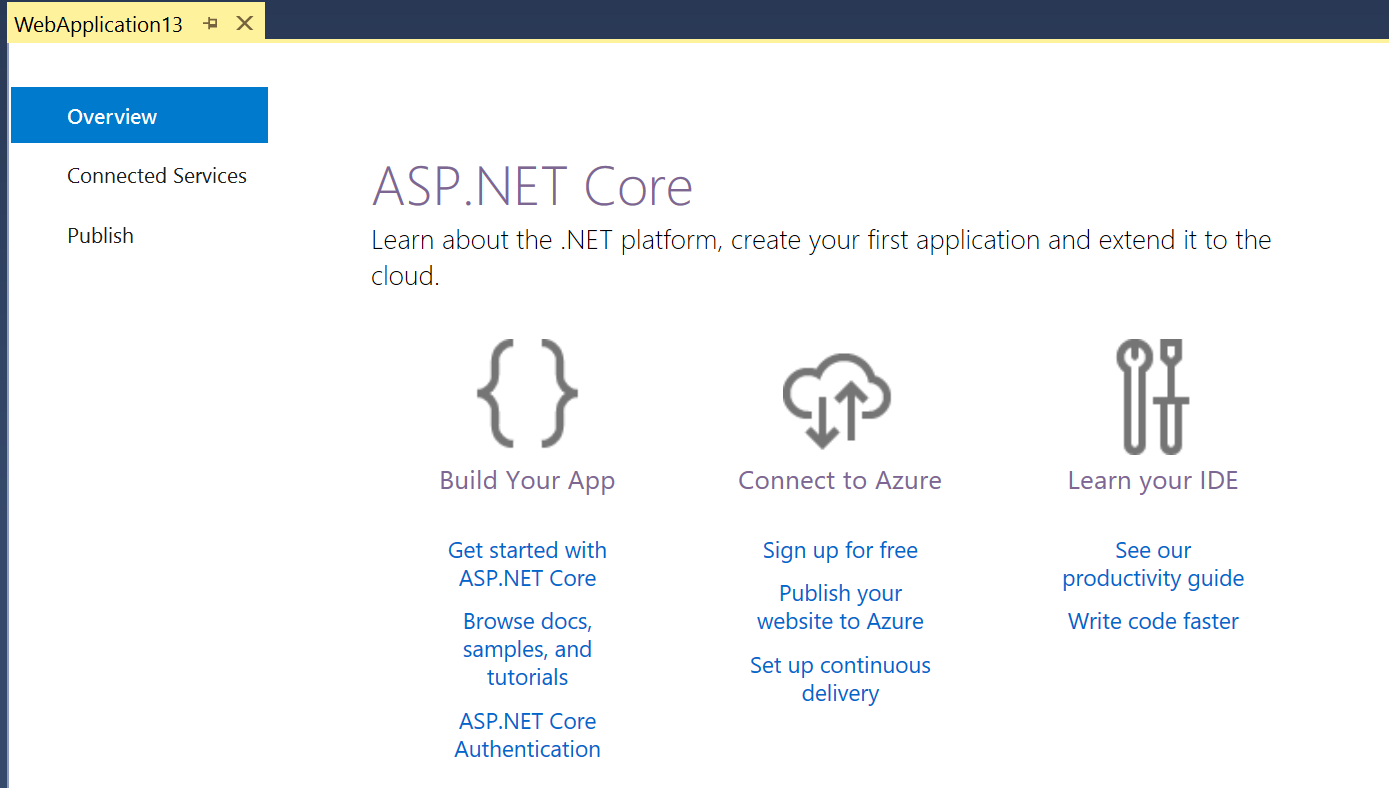 WebApplication13
Overview
Connected Services
Publish
ASP.NET Core
Learn about the .NET platform, create your first application and extend it to the
cloud.
Build Your App
Get started with
ASP.NET Core
Browse docs,
samples, and
tutorials
ASP.NET Core
Authentication
Connect to Azure
Sign up for free
Publish your
website to Azure
Set up continuous
delivery
Learn your IDE
See our
productivity guide
Write code faster